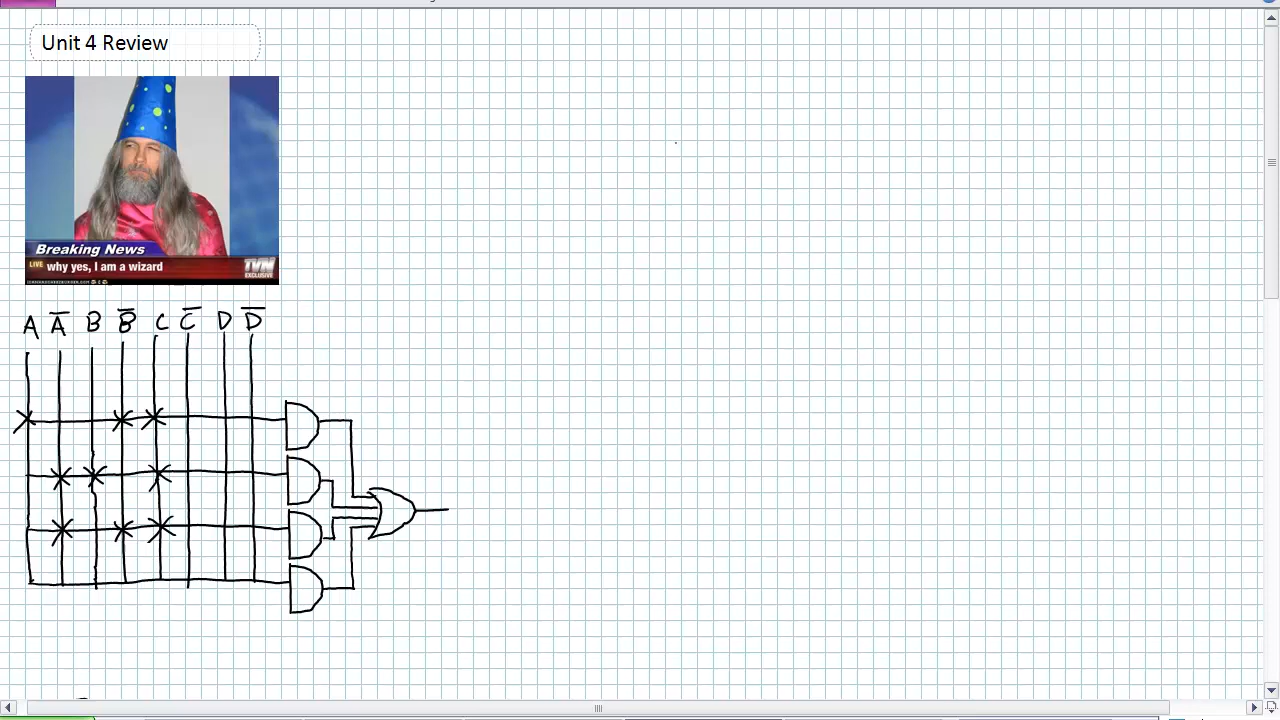 Unit 4 Review
Breaking News
LIVE why yes, I am a wizard
TVN
EXCLUSIVE
A A̅ B B̅ C C̅ D D̅